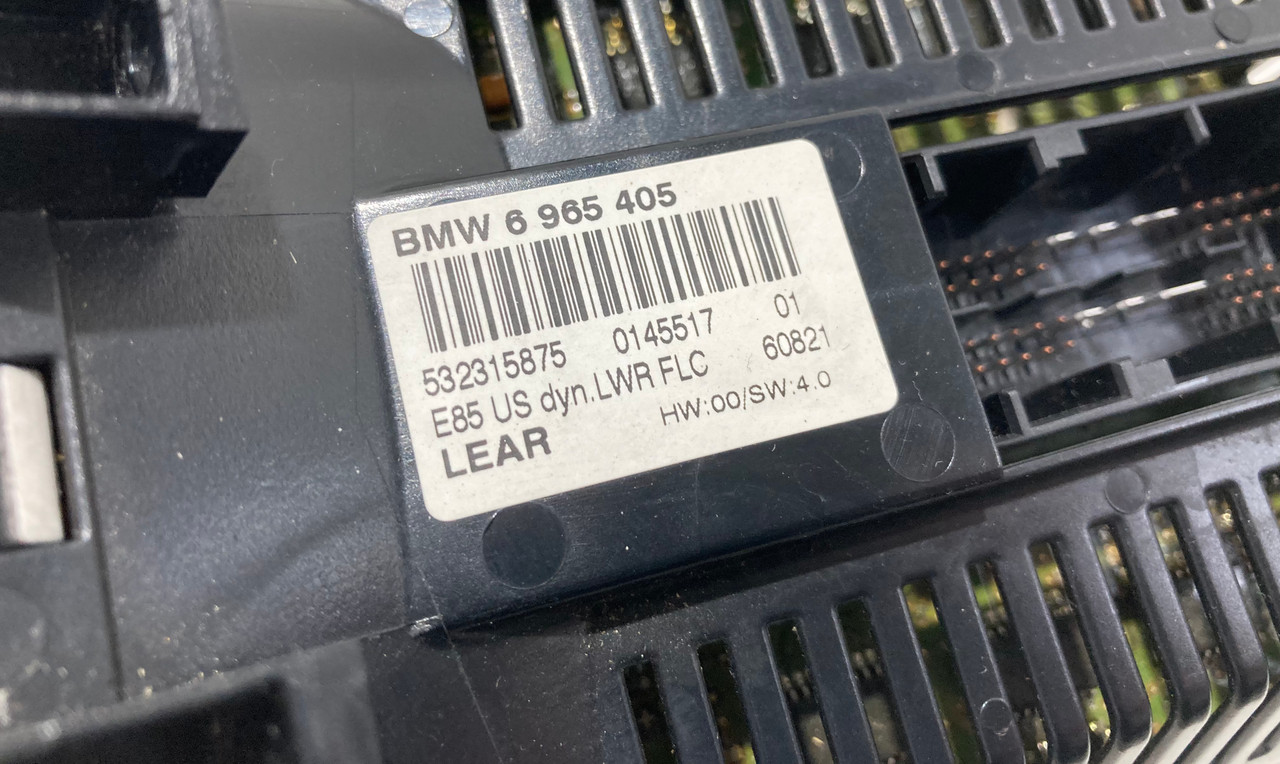 BMW 6 965 405
532315875 0145517 01
E85 US dyn.LWR FLC 60821
LEAR HW:00/SW:4.0